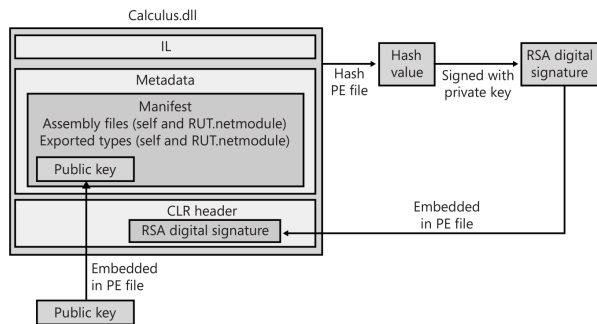 Calculus.dll
IL
Metadata
Manifest
Assembly files (self and RUT.netmodule)
Exported types (self and RUT.netmodule)
Public key
CLR header
RSA digital signature
Hash
PE file
Hash
value
Signed with
private key
RSA digital
signature
Embedded
in PE file
Embedded
in PE file
Public key